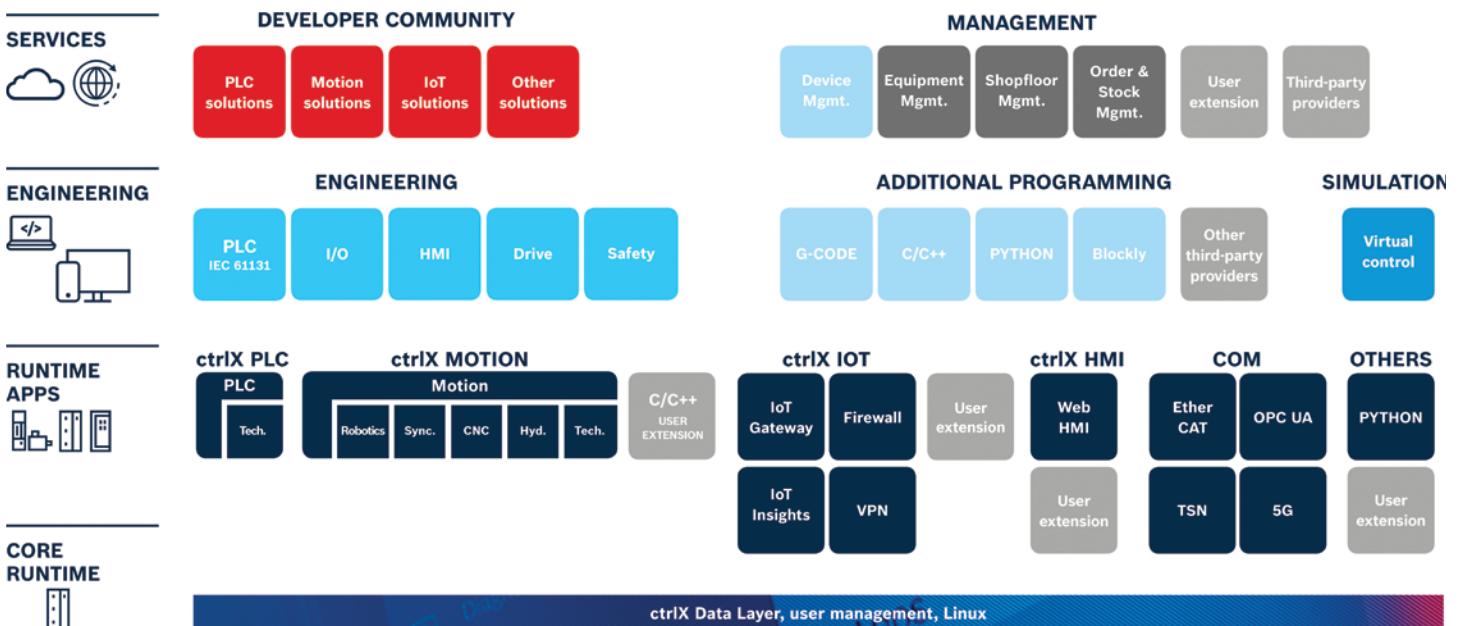 SERVICES
DEVELOPER COMMUNITY
PLC
solutions
Motion
solutions
IoT
solutions
Other
solutions
MANAGEMENT
Device
Mgmt.
Equipment
Mgmt.
Shopfloor
Mgmt.
Order &
Stock
Mgmt.
User
extension
Third-party
providers
ENGINEERING
</>
ENGINEERING
PLC
IEC 61131
I/O
HMI
Drive
Safety
ADDITIONAL PROGRAMMING
G-CODE
C/C++
PYTHON
Blockly
Other
third-party
providers
SIMULATION
Virtual
control
RUNTIME
APPS
ctrlX PLC
PLC
Tech.
ctrlX MOTION
Motion
Robotics
Sync.
CNC
Hyd.
Tech.
C/C++
USER
EXTENSION
ctrlX IOT
IoT
Gateway
Firewall
User
extension
IoT
Insights
VPN
ctrlX HMI
Web
HMI
User
extension
COM
Ether
CAT
OPC UA
TSN
5G
OTHERS
PYTHON
User
extension
CORE
RUNTIME
ctrlX Data Layer, user management, Linux